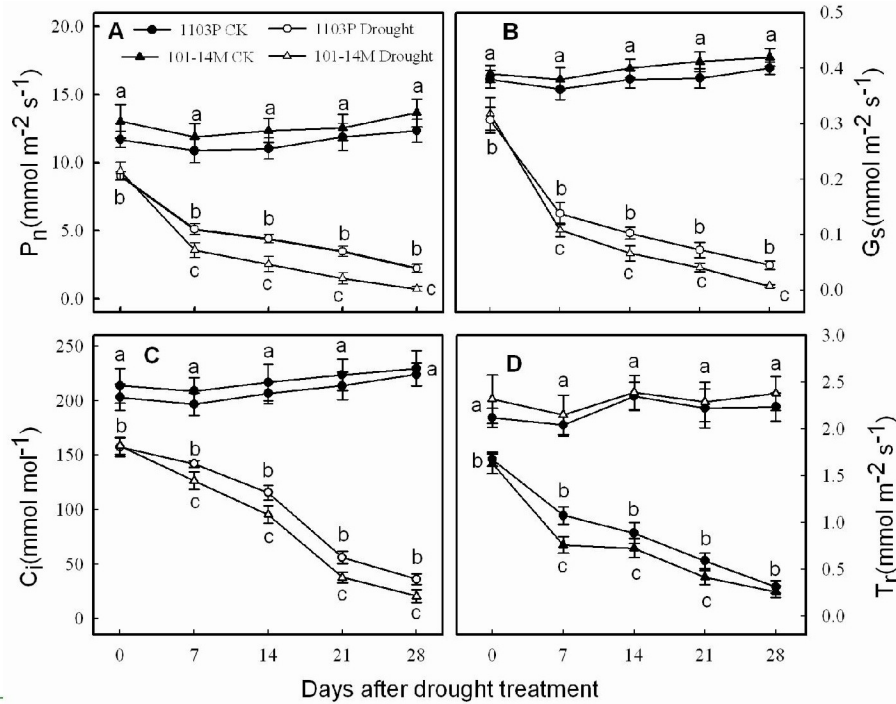 A
1103P CK
1103P Drought
101-14M CK
101-14M Drought
20.0
15.0
10.0
5.0
0.0
Pn(mmol m-2 s-1)
a a a a a
b b b b b
c c c c
B
0.5
0.4
0.3
0.2
0.1
0.0
Gs(mmol m-2 s-1)
a a a a a
b b b b b
c c c c
C
250
200
150
100
50
0
Ci(mmol mol-1)
a a a a a
b b b b b
c c c c
0 7 14 21 28
D
3.0
2.5
2.0
1.5
1.0
0.5
0.0
Tr(mmol m-2 s-1)
a a a a a
b b b b b
c c c
0 7 14 21 28
Days after drought treatment